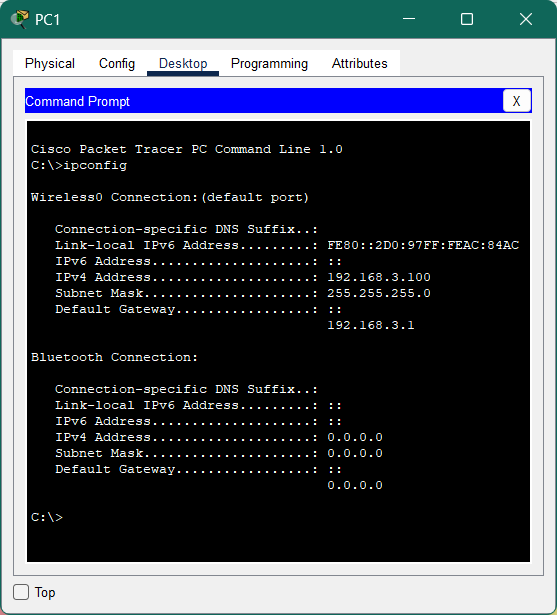 PC1
Physical Config Desktop Programming Attributes
Command Prompt X
Cisco Packet Tracer PC Command Line 1.0
C:\>ipconfig
Wireless0 Connection:(default port)
Connection-specific DNS Suffix..:
Link-local IPv6 Address.........: FE80::2D0:97FF:FEAC:84AC
IPv6 Address....................: ::
IPv4 Address....................: 192.168.3.100
Subnet Mask.....................: 255.255.255.0
Default Gateway.................: ::
192.168.3.1
Bluetooth Connection:
Connection-specific DNS Suffix..:
Link-local IPv6 Address.........: ::
IPv6 Address....................: ::
IPv4 Address....................: 0.0.0.0
Subnet Mask.....................: 0.0.0.0
Default Gateway.................: ::
0.0.0.0
C:\>
Top